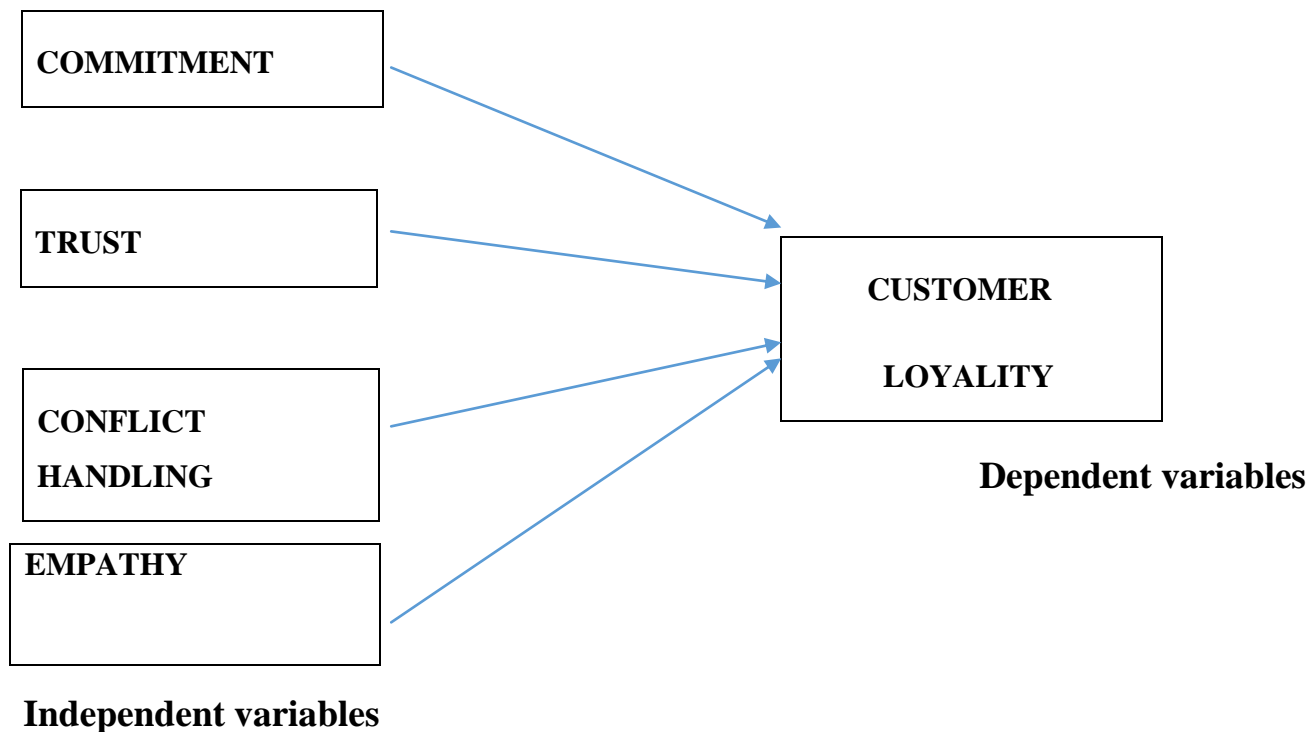 COMMITMENT
TRUST
CONFLICT
HANDLING
EMPATHY
Independent variables
CUSTOMER
LOYALITY
Dependent variables